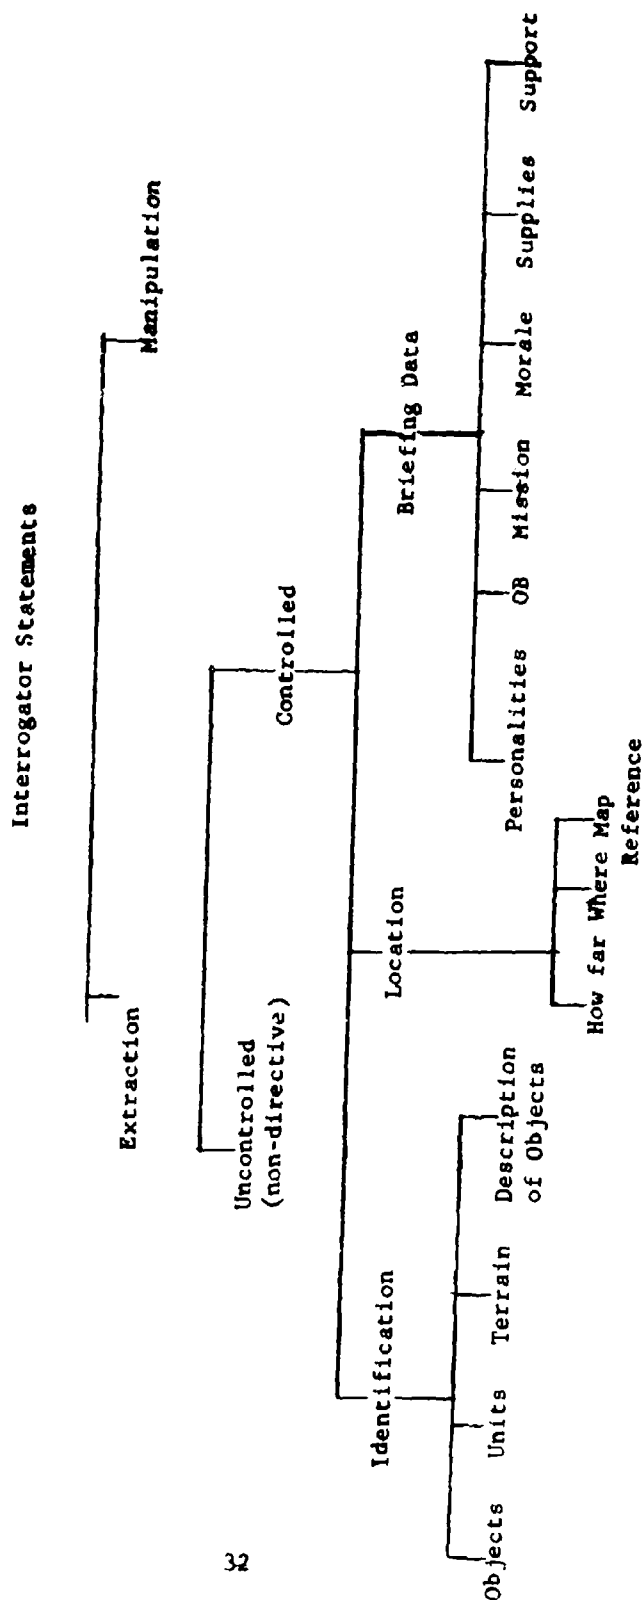 Interrogator Statements
Extraction
Manipulation
Uncontrolled
(non-directive)
Controlled
Identification
Location
Briefing Data
Objects
Units
Terrain
Description
of Objects
How far
Where
Map
Reference
Personalities
OB
Mission
Morale
Supplies
Support
32